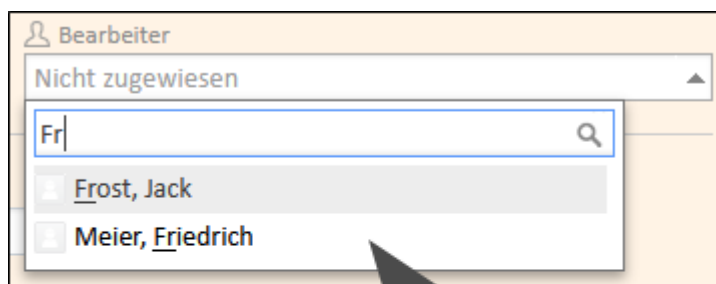 Bearbeiter
Nicht zugewiesen
Fr
Frost, Jack
Meier, Friedrich